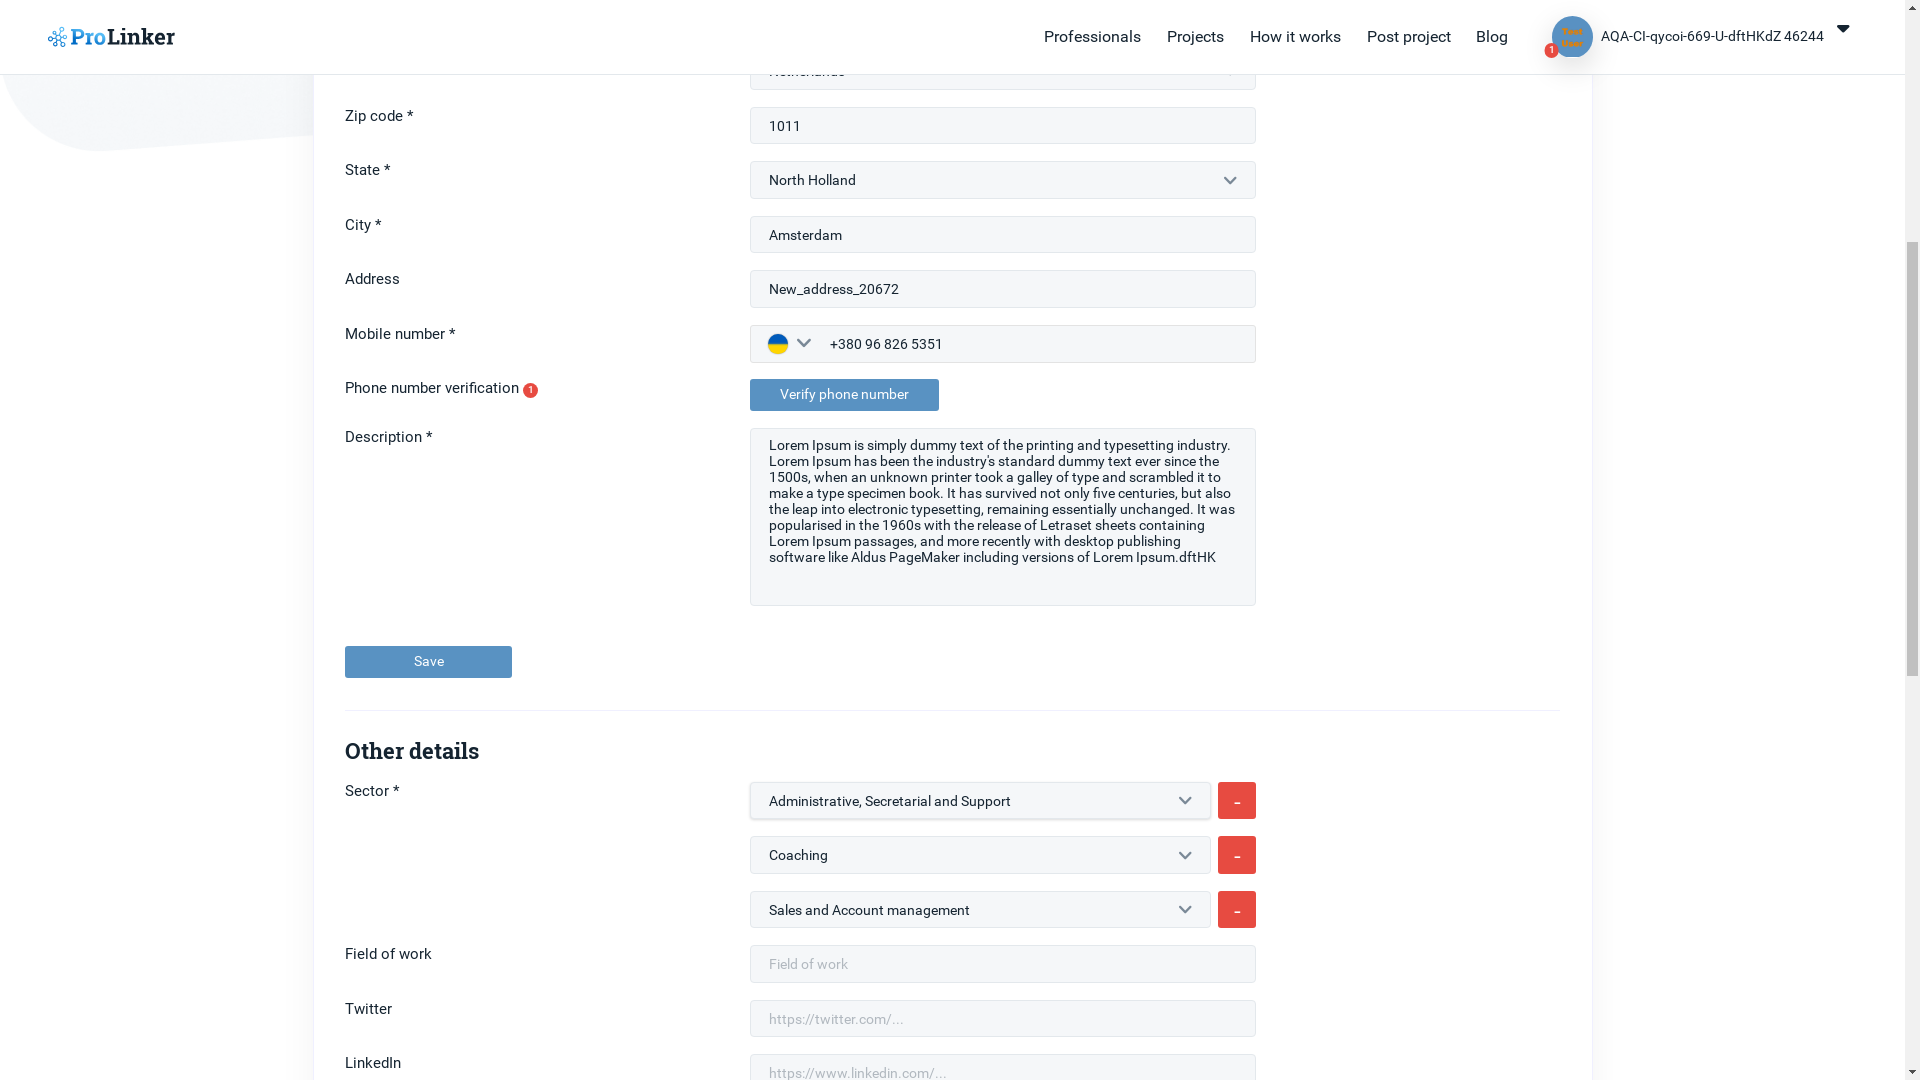 ProLinker
Professionals
Projects
How it works
Post project
Blog
Test
User
1
AQA-CI-qycoi-669-U-dftHKdZ 46244
Netherlands
Zip code *
1011
State *
North Holland
City *
Amsterdam
Address
New_address_20672
Mobile number *
+380 96 826 5351
Phone number verification 1
Verify phone number
Description *
Lorem Ipsum is simply dummy text of the printing and typesetting industry.
Lorem Ipsum has been the industry's standard dummy text ever since the
1500s, when an unknown printer took a galley of type and scrambled it to
make a type specimen book. It has survived not only five centuries, but also
the leap into electronic typesetting, remaining essentially unchanged. It was
popularised in the 1960s with the release of Letraset sheets containing
Lorem Ipsum passages, and more recently with desktop publishing
software like Aldus PageMaker including versions of Lorem Ipsum.dftHK
Save
Other details
Sector *
Administrative, Secretarial and Support
-
Coaching
-
Sales and Account management
-
Field of work
Field of work
Twitter
https://twitter.com/...
LinkedIn
https://www.linkedin.com/...